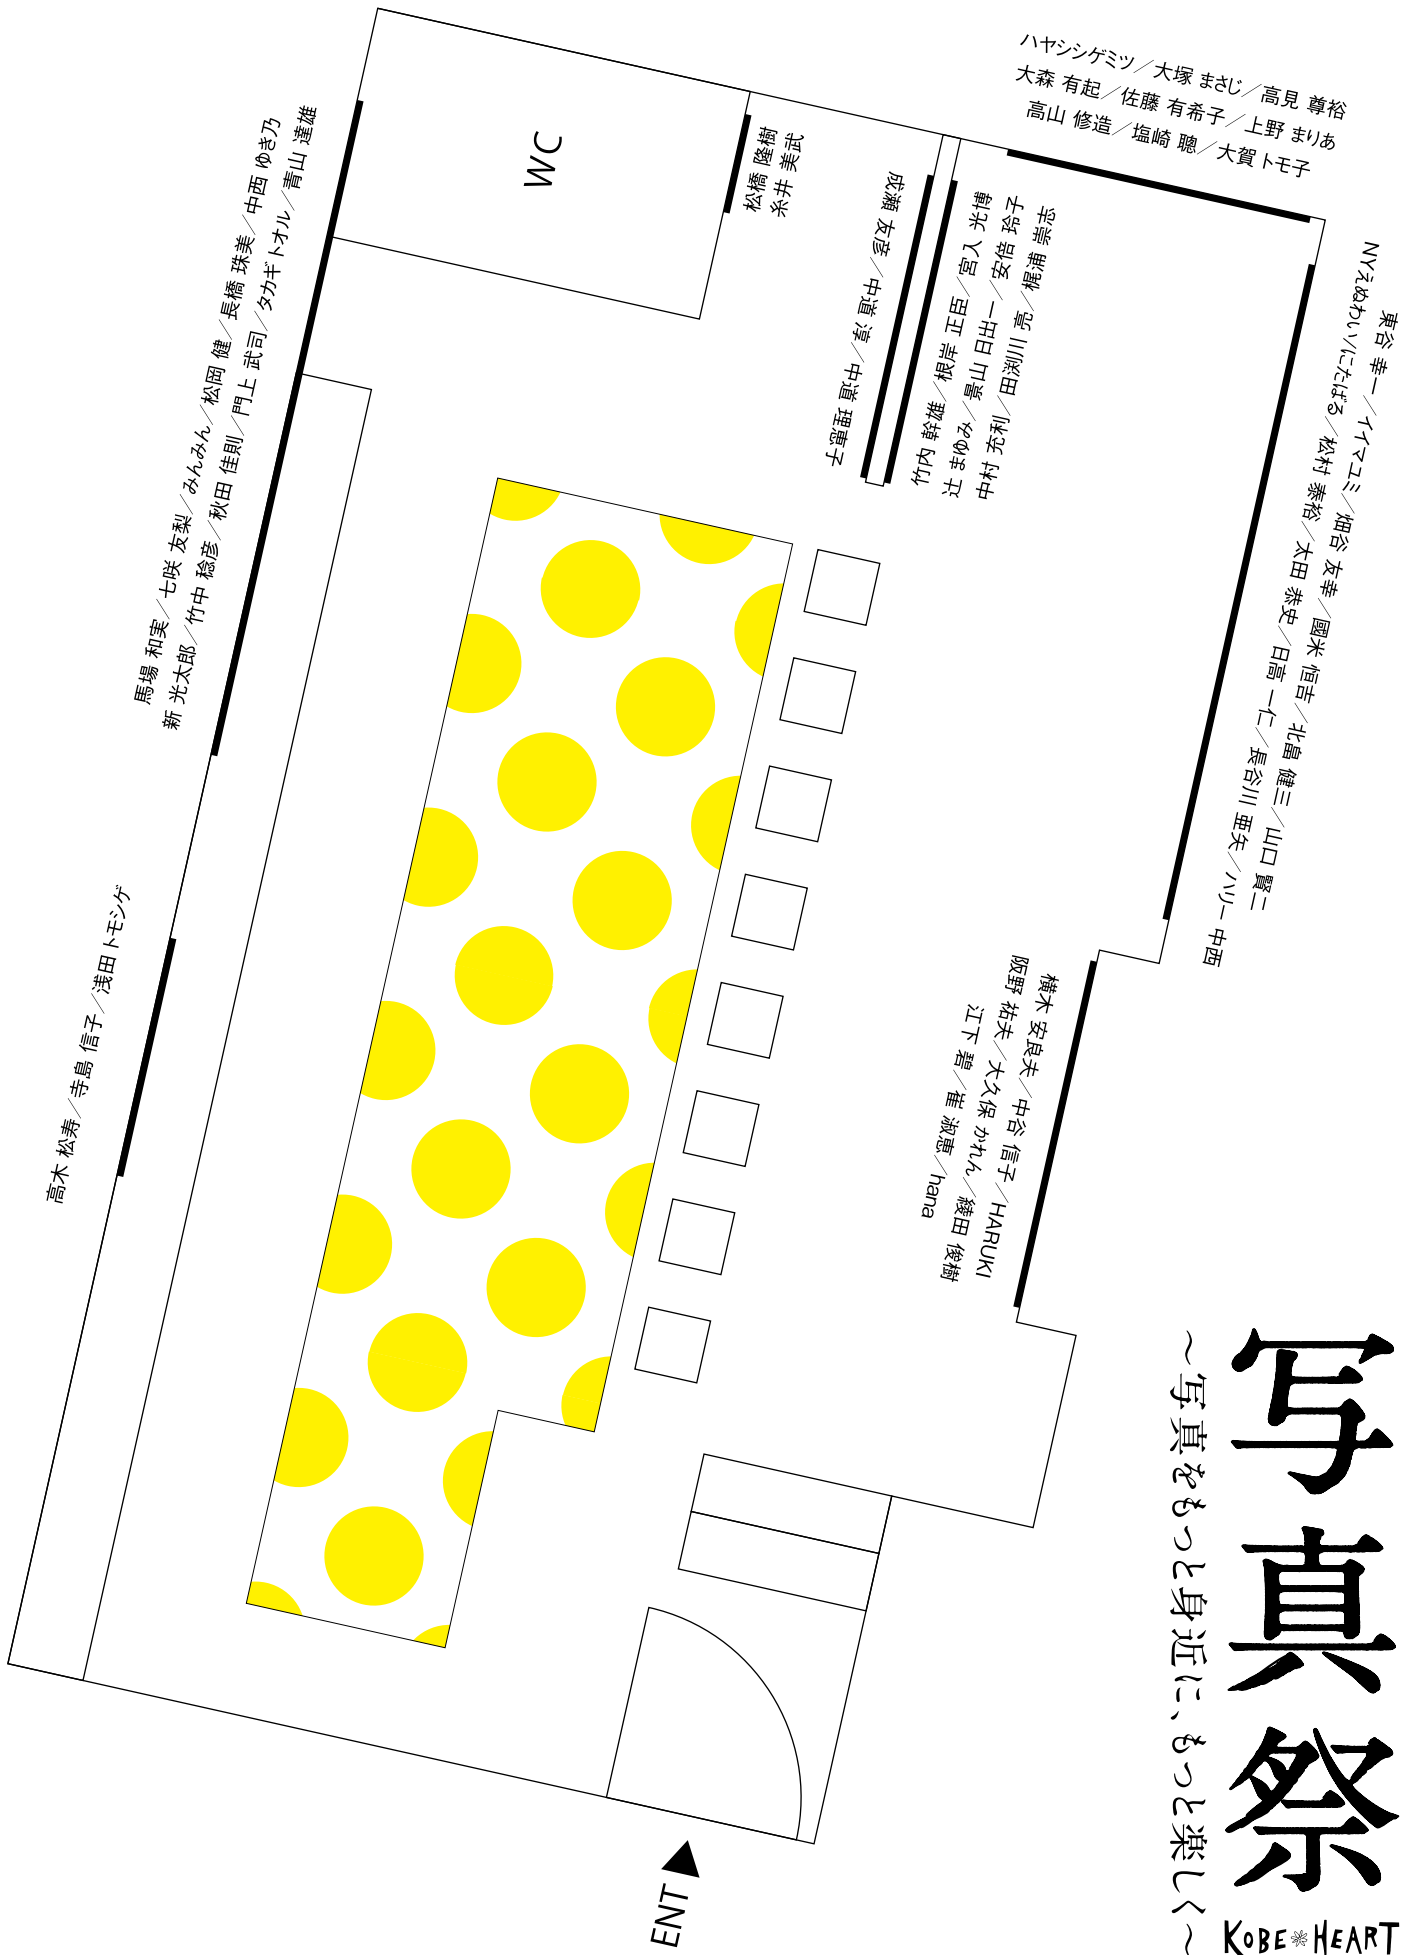 ハヤシシゲミツ／大塚 まさじ／高見 尊裕
大森 有起／佐藤 有希子／上野 まりあ
高山 修造／塩崎 聰／大賀 トモ子
WC
松橋 隆樹
糸井 美武
成瀬 友彦／中道 淳／中道 理恵子
竹内 幹雄／根岸 正臣／宮入 光博
辻 まゆみ／景山 日出一／安倍 玲子
中村 充利／田渕川 亮／梶浦 崇志
東谷 幸一／イイマユミ／畑谷 友幸／國米 恒吉／北畠 健三／山口 賢二
NYえぬわい／にたばる／松村 泰裕／太田 恭史／日高 一仁／長谷川 亜矢／ハリー 中西
馬場 和実／七咲 友梨／みんみん／松岡 健／長橋 珠美／中西 ゆき乃
新 光太郎／竹中 稔彦／秋田 佳則／門上 武司／タカギトオル／青山 達雄
高木 松寿／寺島 信子／浅田 トモシゲ
横木 安良夫／中谷 信子／HARUKI
阪野 祐夫／大久保 かれん／綾田 俊樹
江下 碧／崔 淑恵／hana
写真祭
～写真をもっと身近に、もっと楽しく～
KOBE HEART
ENT